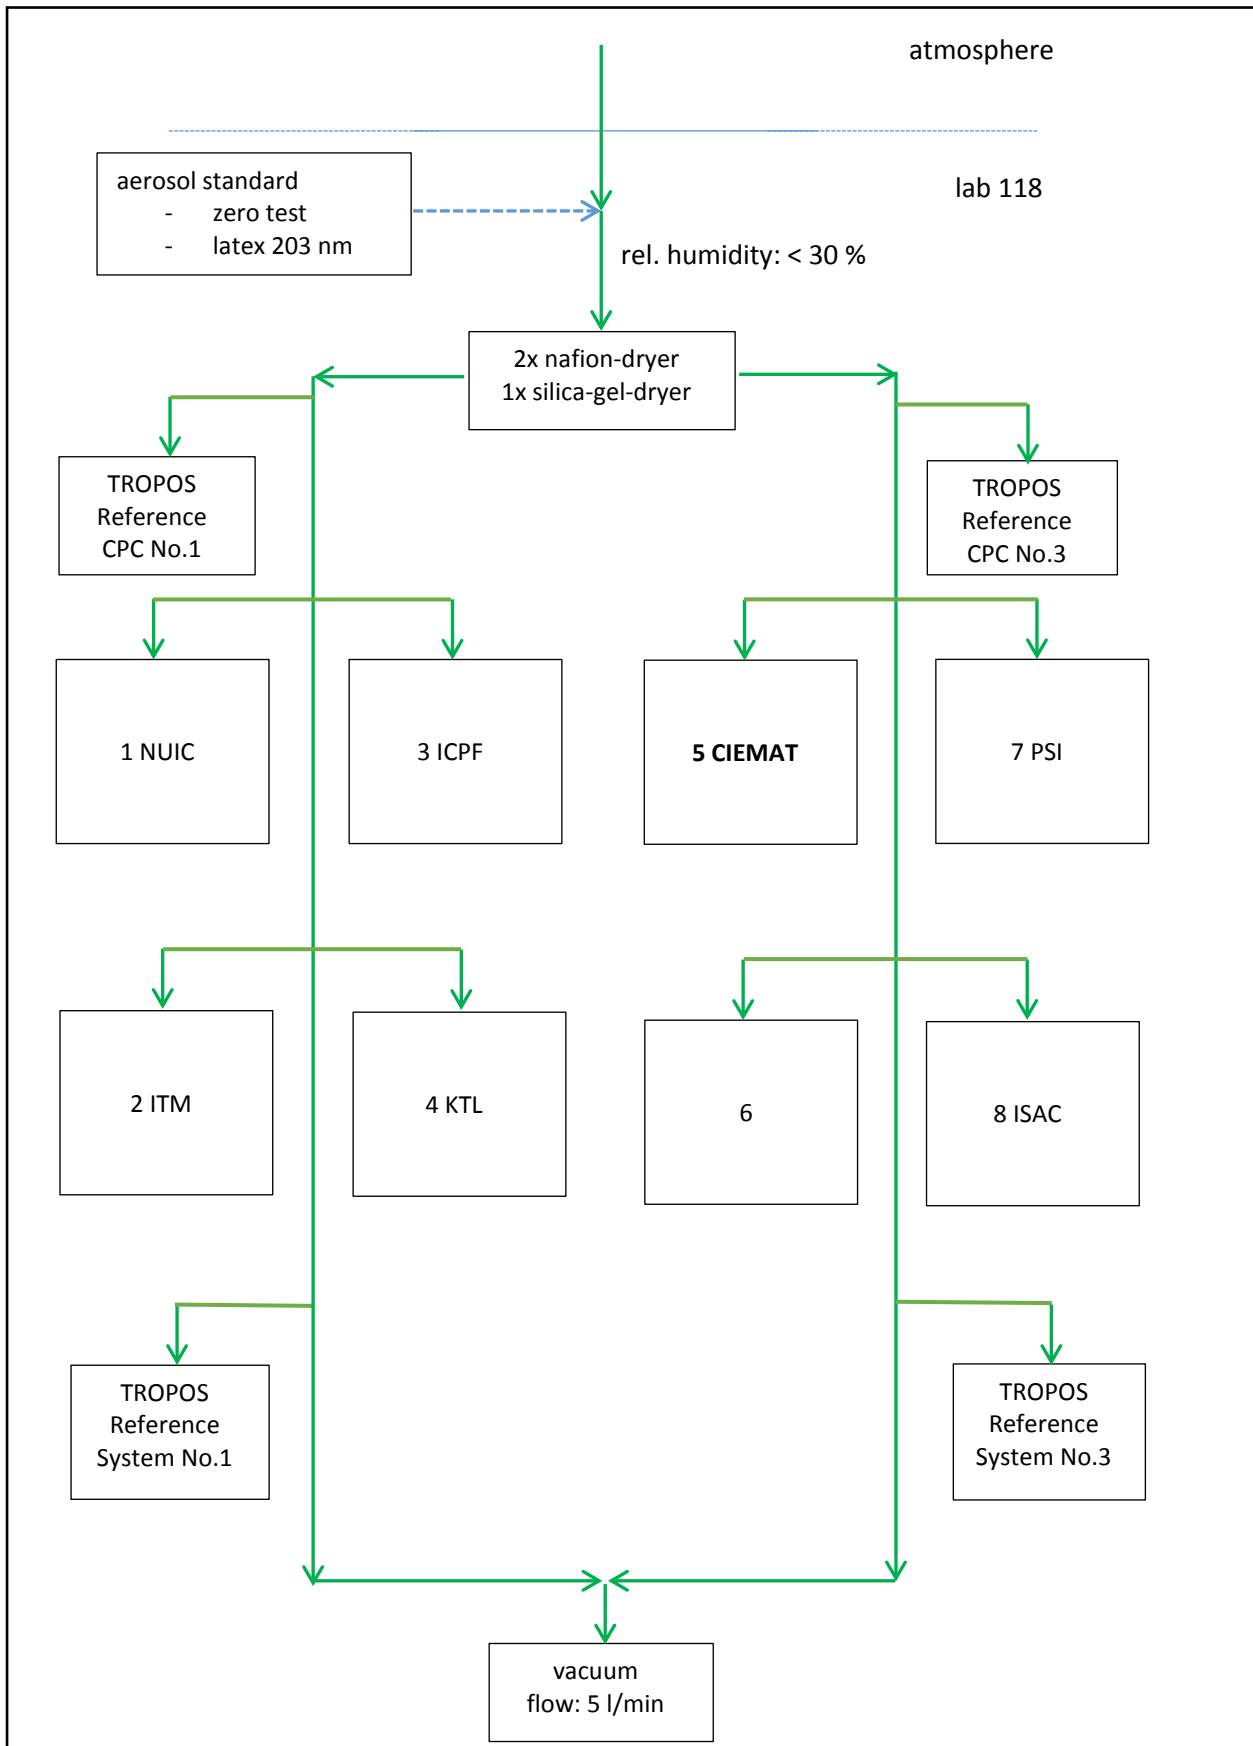 atmosphere
aerosol standard
- zero test
- latex 203 nm
lab 118
rel. humidity: < 30 %
2x nafion-dryer
1x silica-gel-dryer
TROPOS
Reference
CPC No.1
TROPOS
Reference
CPC No.3
1 NUIC
3 ICPF
5 CIEMAT
7 PSI
2 ITM
4 KTL
6
8 ISAC
TROPOS
Reference
System No.1
TROPOS
Reference
System No.3
vacuum
flow: 5 l/min